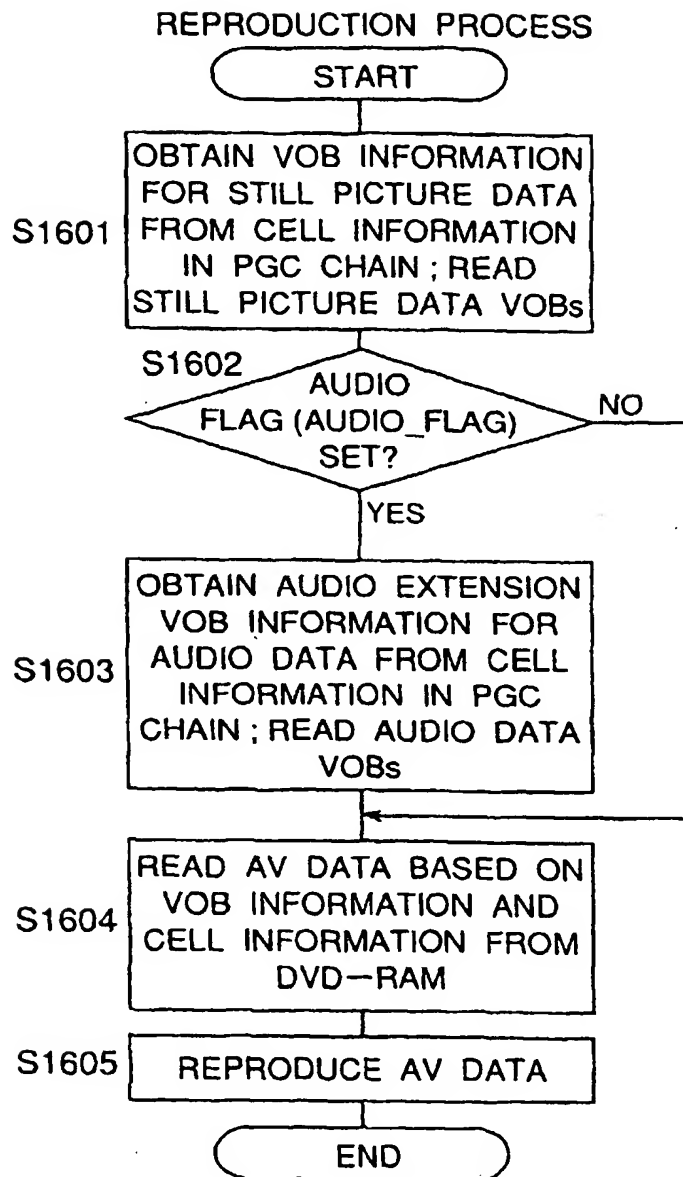 REPRODUCTION PROCESS
START
S1601
OBTAIN VOB INFORMATION
FOR STILL PICTURE DATA
FROM CELL INFORMATION
IN PGC CHAIN ; READ
STILL PICTURE DATA VOBs
S1602
AUDIO
FLAG (AUDIO_FLAG)
SET?
NO
YES
S1603
OBTAIN AUDIO EXTENSION
VOB INFORMATION FOR
AUDIO DATA FROM CELL
INFORMATION IN PGC
CHAIN ; READ AUDIO DATA
VOBs
S1604
READ AV DATA BASED ON
VOB INFORMATION AND
CELL INFORMATION FROM
DVD-RAM
S1605
REPRODUCE AV DATA
END